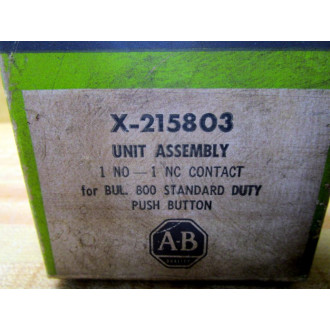 X-215803
UNIT ASSEMBLY
1 NO — 1 NC CONTACT
for BUL. 800 STANDARD DUTY
PUSH BUTTON
A-B